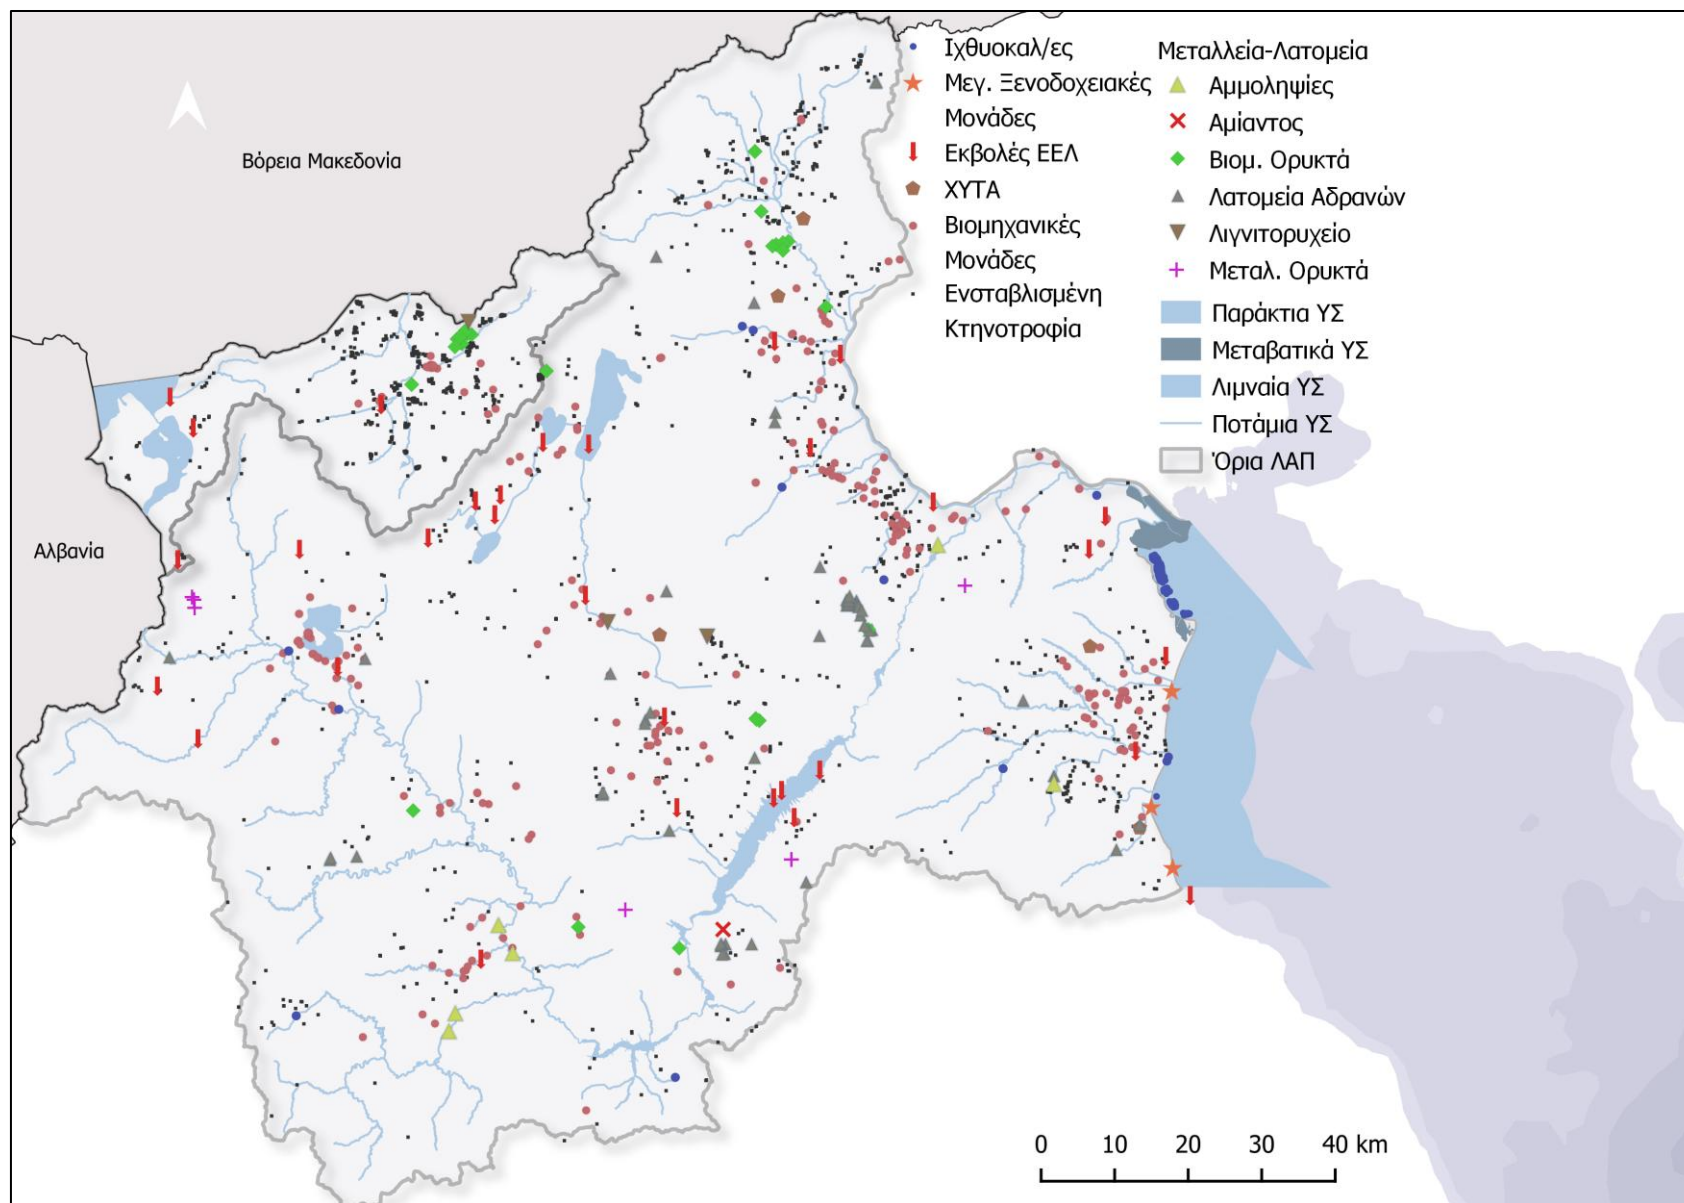 Βόρεια Μακεδονία
Αλβανία
Ιχθυοκαλ/ες
Μεγ. Ξενοδοχειακές
Μονάδες
Εκβολές ΕΕΛ
ΧΥΤΑ
Βιομηχανικές
Μονάδες
Ενσταβλισμένη
Κτηνοτροφία
Μεταλλεία-Λατομεία
Αμμοληψίες
Αμίαντος
Βιομ. Ορυκτά
Λατομεία Αδρανών
Λιγνιτορυχείο
Μεταλ. Ορυκτά
Παράκτια ΥΣ
Μεταβατικά ΥΣ
Λιμναία ΥΣ
Ποτάμια ΥΣ
Όρια ΛΑΠ
0 10 20 30 40 km